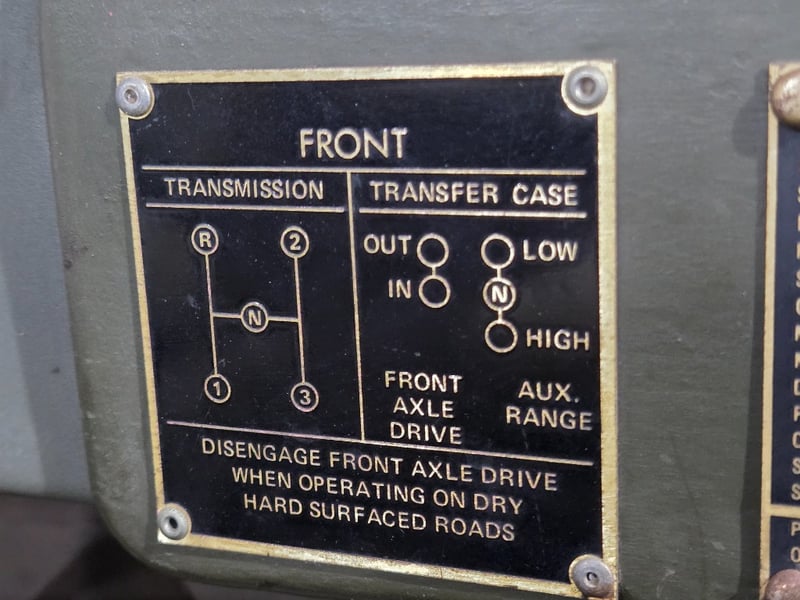 FRONT
TRANSMISSION
TRANSFER CASE
R 2
N
1 3
OUT
IN
LOW
N
HIGH
FRONT
AXLE
DRIVE
AUX.
RANGE
DISENGAGE FRONT AXLE DRIVE
WHEN OPERATING ON DRY
HARD SURFACED ROADS